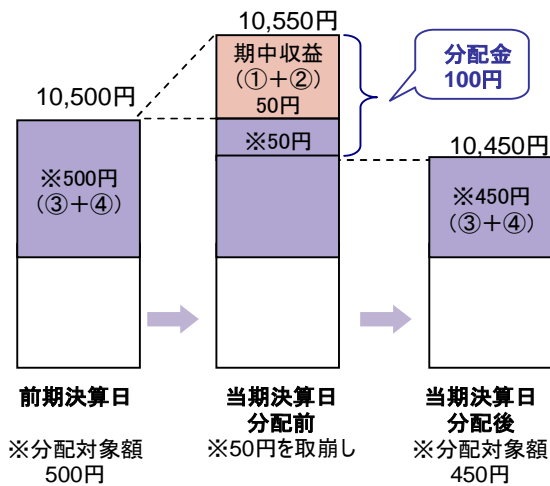 10,500円
※500円
(③+④)
前期決算日
※分配対象額
500円
10,550円
期中収益
(①+②)
50円
※50円
分配金
100円
当期決算日
分配前
※50円を取崩し
10,450円
※450円
(③+④)
当期決算日
分配後
※分配対象額
450円